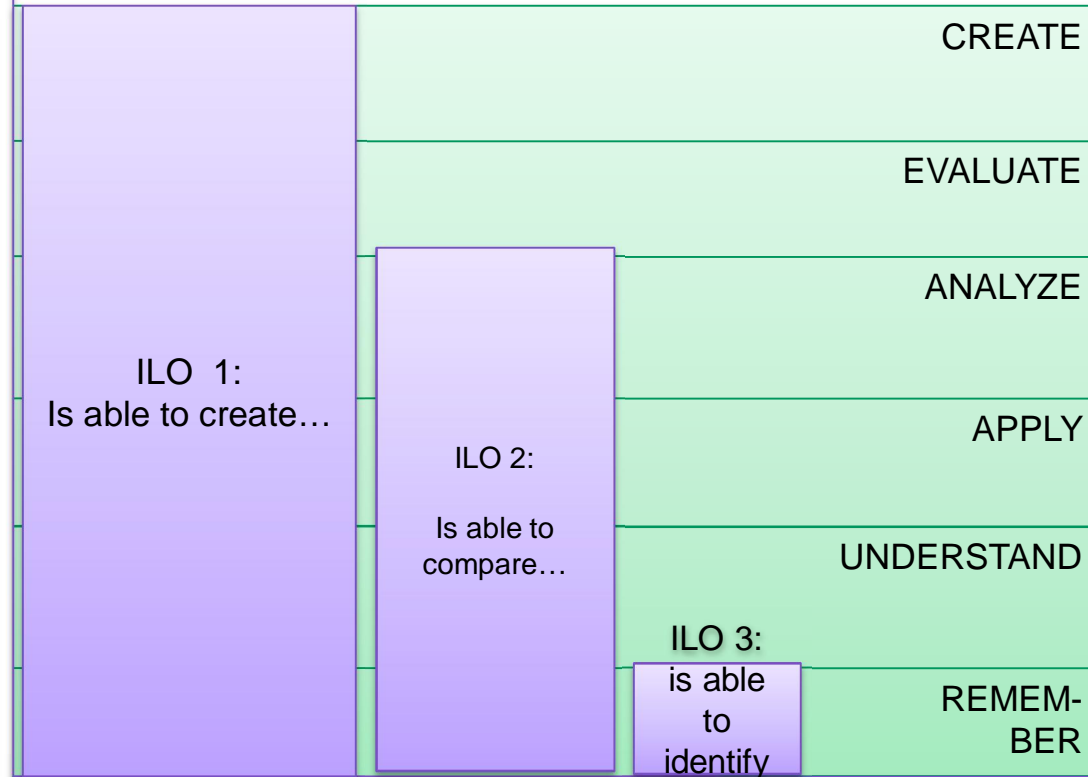 CREATE
EVALUATE
ANALYZE
ILO 1:
Is able to create…
APPLY
ILO 2:
Is able to
compare…
UNDERSTAND
ILO 3:
is able
to
identify
REMEM-
BER